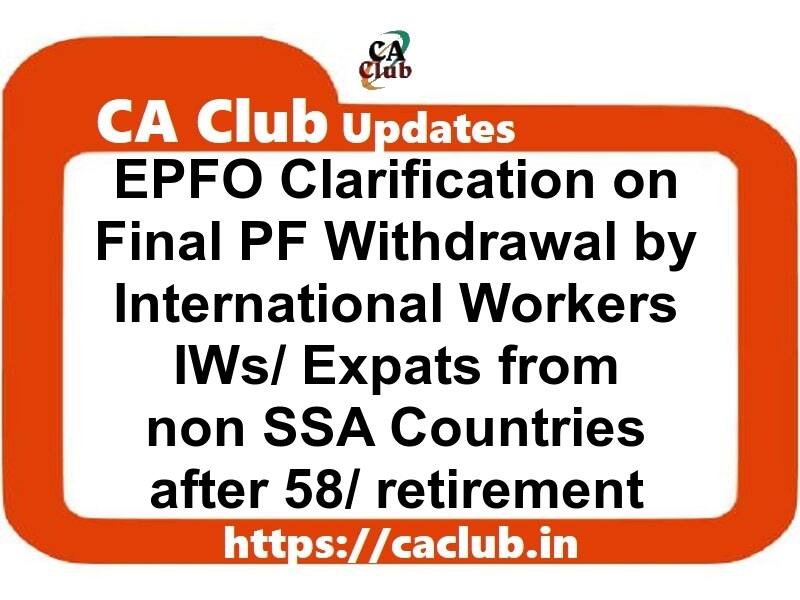 CA
Club
CA Club Updates
EPFO Clarification on
Final PF Withdrawal by
International Workers
IWs/ Expats from
non SSA Countries
after 58/ retirement
https://caclub.in